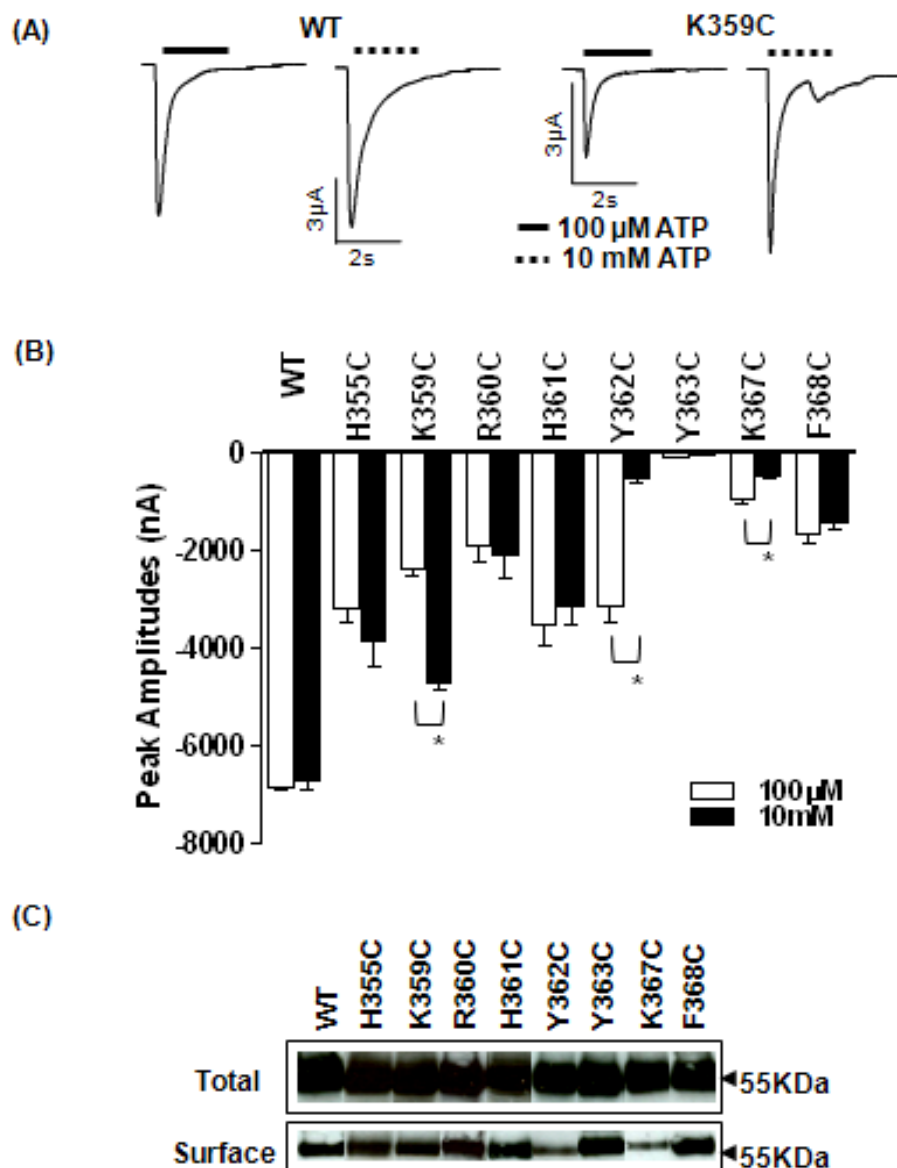 (A)
WT
K359C
3µA
2s
3µA
2s
100 µM ATP
10 mM ATP
(B)
WT
H355C
K359C
R360C
H361C
Y362C
Y363C
K367C
F368C
0
-2000
-4000
-6000
-8000
Peak Amplitudes (nA)
*
*
*
100 µM
10mM
(C)
WT
H355C
K359C
R360C
H361C
Y362C
Y363C
K367C
F368C
Total
55KDa
Surface
55KDa